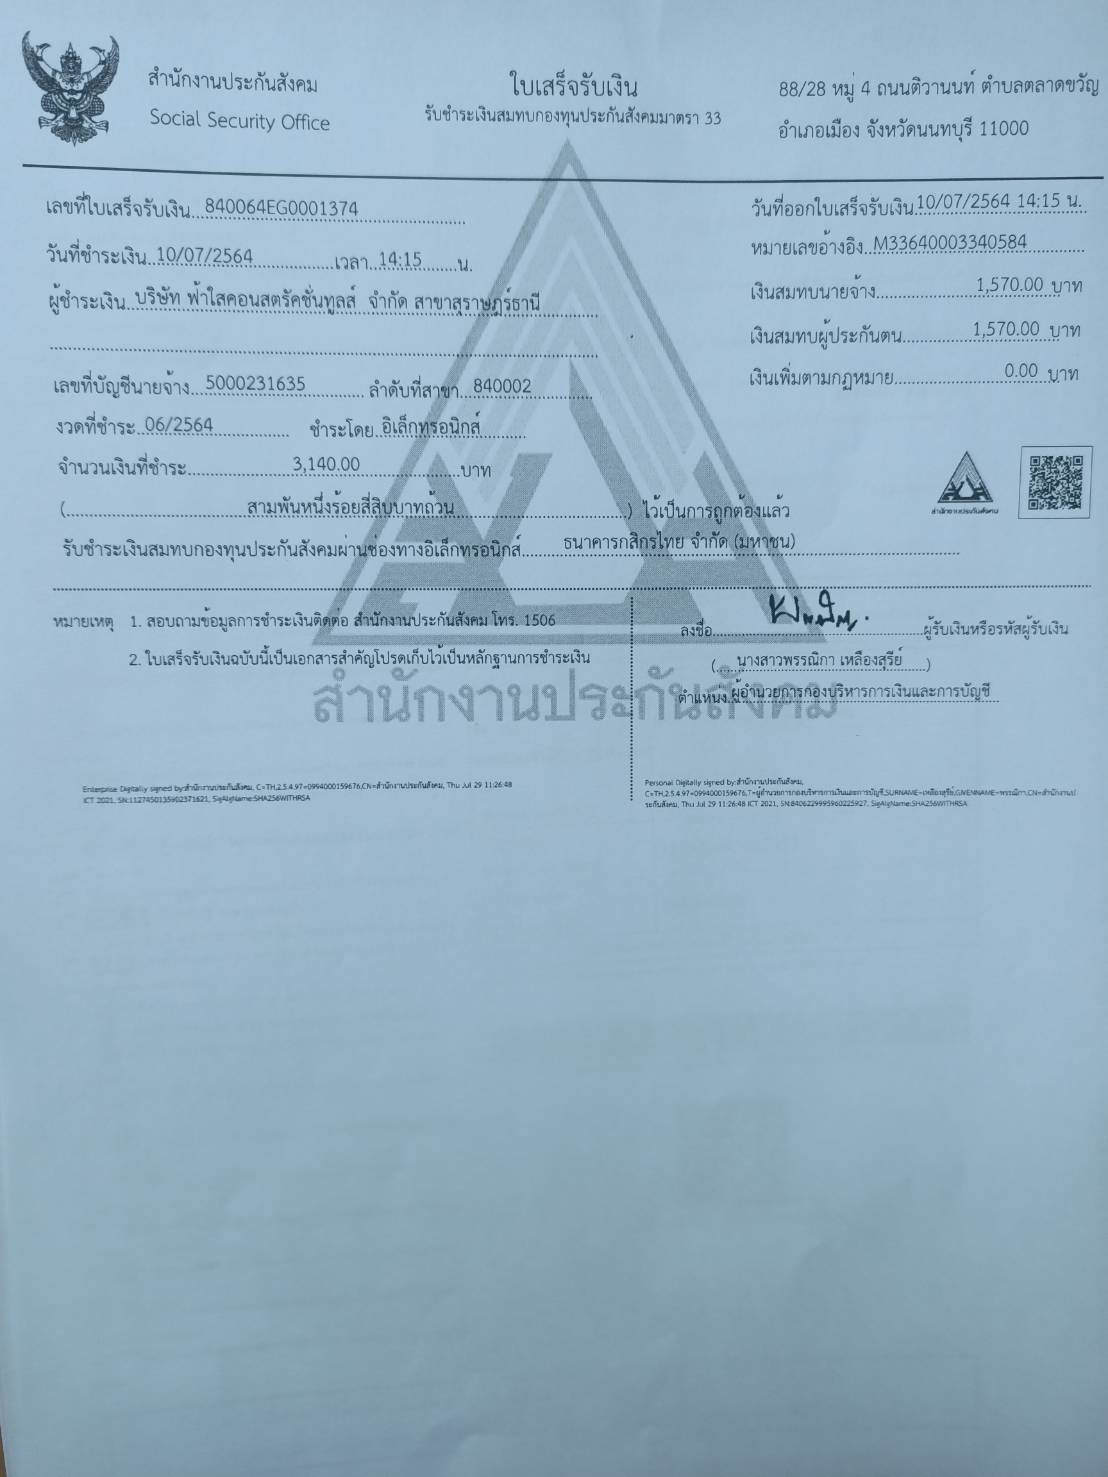 สำนักงานประกันสังคม
Social Security Office
ใบเสร็จรับเงิน
รับชำระเงินสมทบกองทุนประกันสังคมมาตรา 33
88/28 หมู่ 4 ถนนติวานนท์ ตำบลตลาดขวัญ
อำเภอเมือง จังหวัดนนทบุรี 11000
เลขที่ใบเสร็จรับเงิน 840064EG0001374
วันที่ออกใบเสร็จรับเงิน 10/07/2564 14:15 น.
วันที่ชำระเงิน 10/07/2564 เวลา 14:15 น.
หมายเลขอ้างอิง M33640003340584
ผู้ชำระเงิน บริษัท ฟ้าใสคอนสตรัคชั่นทูลส์ จำกัด สาขาสุราษฎร์ธานี
เงินสมทบนายจ้าง 1,570.00 บาท
เงินสมทบผู้ประกันตน 1,570.00 บาท
เลขที่บัญชีนายจ้าง 5000231635 ลำดับที่สาขา 840002
เงินเพิ่มตามกฏหมาย 0.00 บาท
งวดที่ชำระ 06/2564 ชำระโดย อิเล็กทรอนิกส์
จำนวนเงินที่ชำระ 3,140.00 บาท
( สามพันหนึ่งร้อยสี่สิบบาทถ้วน ) ไว้เป็นการถูกต้องแล้ว
สำนักงานประกันสังคม
รับชำระเงินสมทบกองทุนประกันสังคมผ่านช่องทางอิเล็กทรอนิกส์ ธนาคารกสิกรไทย จำกัด (มหาชน)
หมายเหตุ 1. สอบถามข้อมูลการชำระเงินติดต่อ สำนักงานประกันสังคม โทร. 1506
2. ใบเสร็จรับเงินฉบับนี้เป็นเอกสารสำคัญโปรดเก็บไว้เป็นหลักฐานการชำระเงิน
ลงชื่อ ผู้รับเงินหรือรหัสผู้รับเงิน
( นางสาวพรรณิกา เหลืองสุรีย์ )
ตำแหน่ง ผู้อำนวยการกองบริหารการเงินและการบัญชี
สำนักงานประกันสังคม
Enterprise Digitally signed by:สำนักงานประกันสังคม, C=TH,2.5.4.97=0994000159676,CN=สำนักงานประกันสังคม, Thu Jul 29 11:26:48
ICT 2021, SN:1127450135902371621, SigAlgName:SHA256WITHRSA
Personal Digitally signed by:สำนักงานประกันสังคม,
C=TH,2.5.4.97=0994000159676,T=ผู้อำนวยการกองบริหารการเงินและการบัญชี,SURNAME=เหลืองสุรีย์,GIVENNAME=พรรณิกา,CN=สำนักงานป
ระกันสังคม, Thu Jul 29 11:26:48 ICT 2021, SN:8406229995960225927, SigAlgName:SHA256WITHRSA